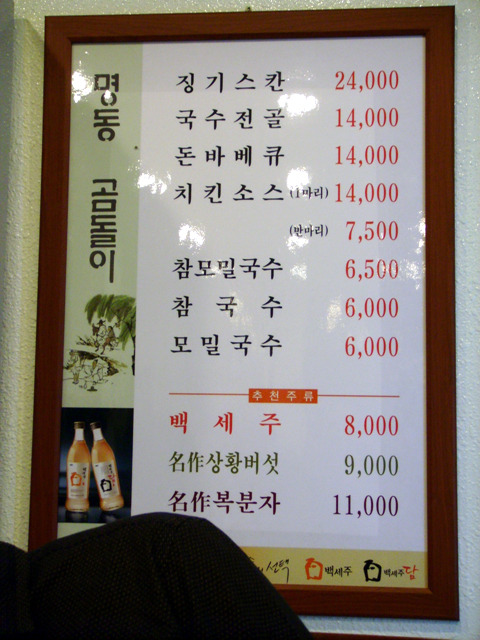 명동 곰돌이
징기스칸 24,000
국수전골 14,000
돈바베큐 14,000
치킨소스 (1마리) 14,000
(반마리) 7,500
참모밀국수 6,500
참국수 6,000
모밀국수 6,000
추천주류
백세주 8,000
名作상황버섯 9,000
名作복분자 11,000
선택 백세주 백세주담